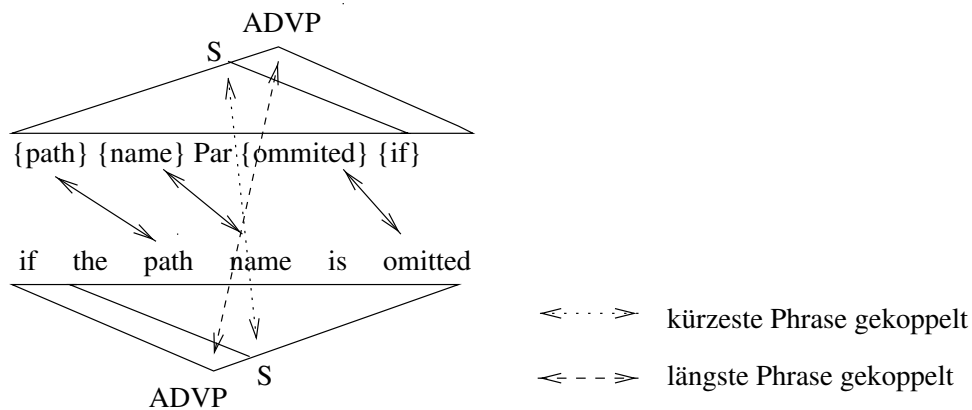 ADVP
S
{path} {name} Par {ommited} {if}
if the path name is omitted
S
ADVP
kürzeste Phrase gekoppelt
längste Phrase gekoppelt